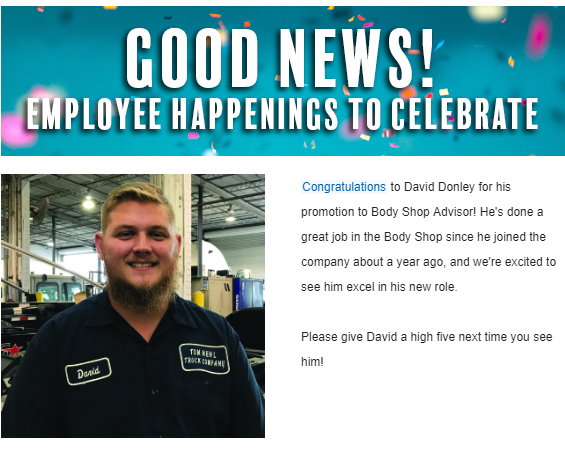 GOOD NEWS!
EMPLOYEE HAPPENINGS TO CELEBRATE
David
TOM NEHL
TRUCK COMPANY
Congratulations to David Donley for his
promotion to Body Shop Advisor! He's done a
great job in the Body Shop since he joined the
company about a year ago, and we're excited to
see him excel in his new role.
Please give David a high five next time you see
him!